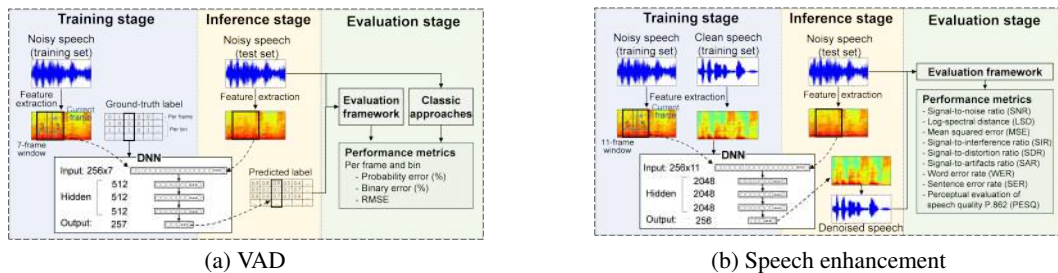 Training stage
Inference stage
Evaluation stage
Noisy speech
(training set)
Noisy speech
(test set)
Feature
extraction
Current
frame
Ground-truth label
Per frame
Per bin
7-frame
window
Feature extraction
Evaluation
framework
Classic
approaches
Performance metrics
Per frame and bin
- Probability error (%)
- Binary error (%)
- RMSE
DNN
Input: 256x7
512
Hidden 512
512
Output: 257
Predicted label
(a) VAD
Training stage
Inference stage
Evaluation stage
Noisy speech
(training set)
Clean speech
(training set)
Noisy speech
(test set)
Feature extraction
Current
frame
11-frame
window
Feature extraction
Evaluation framework
Performance metrics
- Signal-to-noise ratio (SNR)
- Log-spectral distance (LSD)
- Mean squared error (MSE)
- Signal-to-interference ratio (SIR)
- Signal-to-distortion ratio (SDR)
- Signal-to-artifacts ratio (SAR)
- Word error rate (WER)
- Sentence error rate (SER)
- Perceptual evaluation of
speech quality P.862 (PESQ)
DNN
Input: 256x11
2048
Hidden 2048
2048
Output: 256
Denoised speech
(b) Speech enhancement